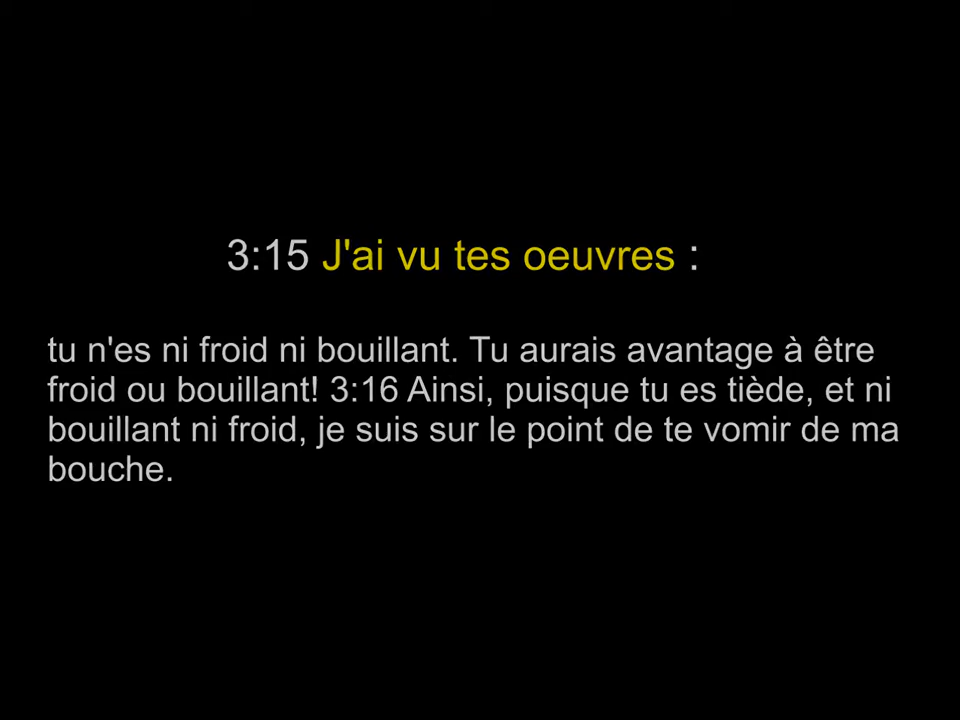 3:15 J'ai vu tes oeuvres :
tu n'es ni froid ni bouillant. Tu aurais avantage à être
froid ou bouillant! 3:16 Ainsi, puisque tu es tiède, et ni
bouillant ni froid, je suis sur le point de te vomir de ma
bouche.